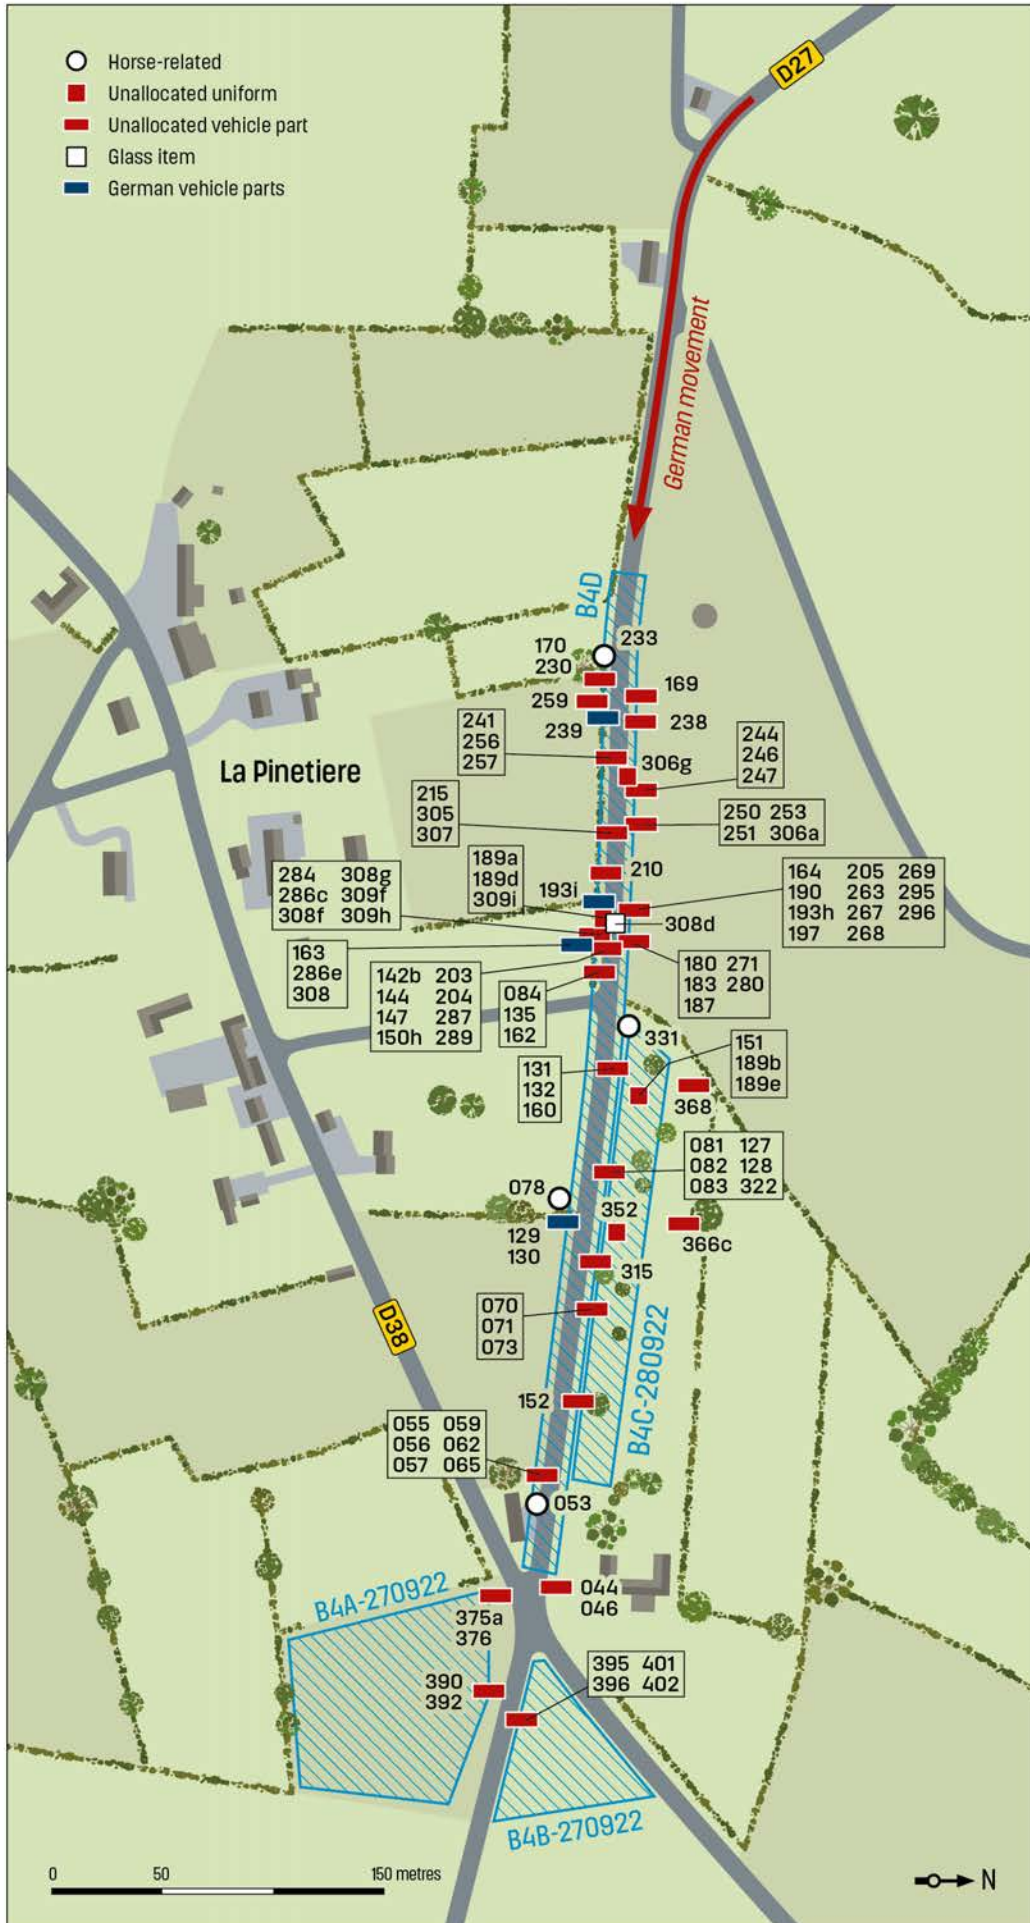 Horse-related
Unallocated uniform
Unallocated vehicle part
Glass item
German vehicle parts
D27
German movement
B4D
170
230
233
259
169
239
238
241
256
257
306g
244
246
247
La Pinetiere
215
305
307
250 253
251 306a
210
189a
189d
309i
193i
284 308g
286c 309f
308f 309h
308d
164 205 269
190 263 295
193h 267 296
197 268
163
286e
308
142b 203
144 204
147 287
150h 289
084
135
162
180 271
183 280
187
331
151
189b
189e
131
132
160
368
081 127
082 128
083 322
078
129
130
352
366c
315
D38
070
071
073
B4C-280922
152
055 059
056 062
057 065
053
B4A-270922
375a
376
044
046
390
392
395 401
396 402
B4B-270922
0 50 150 metres
N